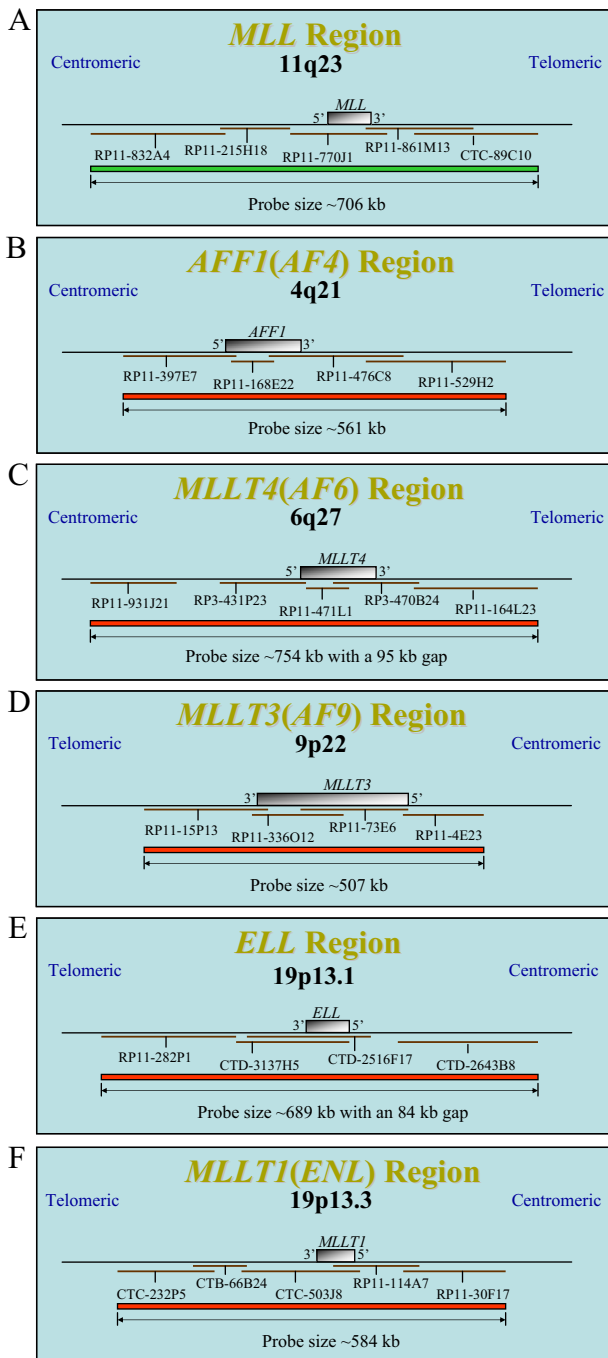 A
MLL Region
11q23
Centromeric Telomeric
5’ MLL 3’
RP11-832A4 RP11-215H18 RP11-770J1 RP11-861M13 CTC-89C10
Probe size ~706 kb
B
AFF1(AF4) Region
4q21
Centromeric Telomeric
5’ AFF1 3’
RP11-397E7 RP11-168E22 RP11-476C8 RP11-529H2
Probe size ~561 kb
C
MLLT4(AF6) Region
6q27
Centromeric Telomeric
5’ MLLT4 3’
RP11-931J21 RP3-431P23 RP11-471L1 RP3-470B24 RP11-164L23
Probe size ~754 kb with a 95 kb gap
D
MLLT3(AF9) Region
9p22
Telomeric Centromeric
3’ MLLT3 5’
RP11-15P13 RP11-336O12 RP11-73E6 RP11-4E23
Probe size ~507 kb
E
ELL Region
19p13.1
Telomeric Centromeric
3’ ELL 5’
RP11-282P1 CTD-3137H5 CTD-2516F17 CTD-2643B8
Probe size ~689 kb with an 84 kb gap
F
MLLT1(ENL) Region
19p13.3
Telomeric Centromeric
3’ MLLT1 5’
CTC-232P5 CTB-66B24 CTC-503J8 RP11-114A7 RP11-30F17
Probe size ~584 kb